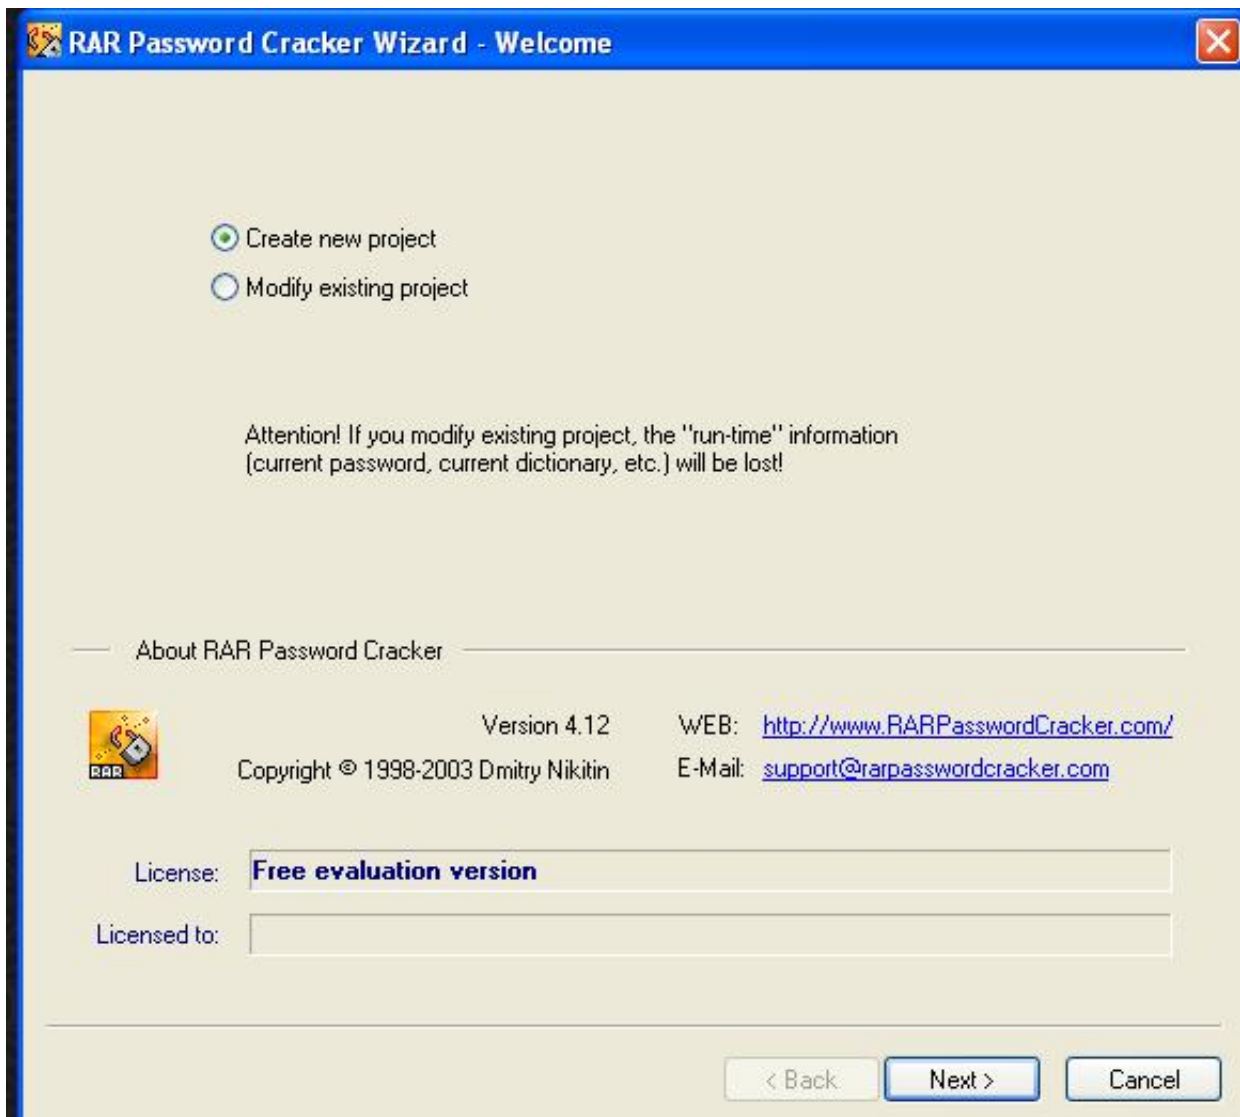 RAR Password Cracker Wizard - Welcome
Create new project
Modify existing project
Attention! If you modify existing project, the "run-time" information
(current password, current dictionary, etc.) will be lost!
About RAR Password Cracker
RAR
Version 4.12
Copyright © 1998-2003 Dmitry Nikitin
WEB: http://www.RARPasswordCracker.com/
E-Mail: support@rarpasswordcracker.com
License: Free evaluation version
Licensed to:
< Back Next > Cancel